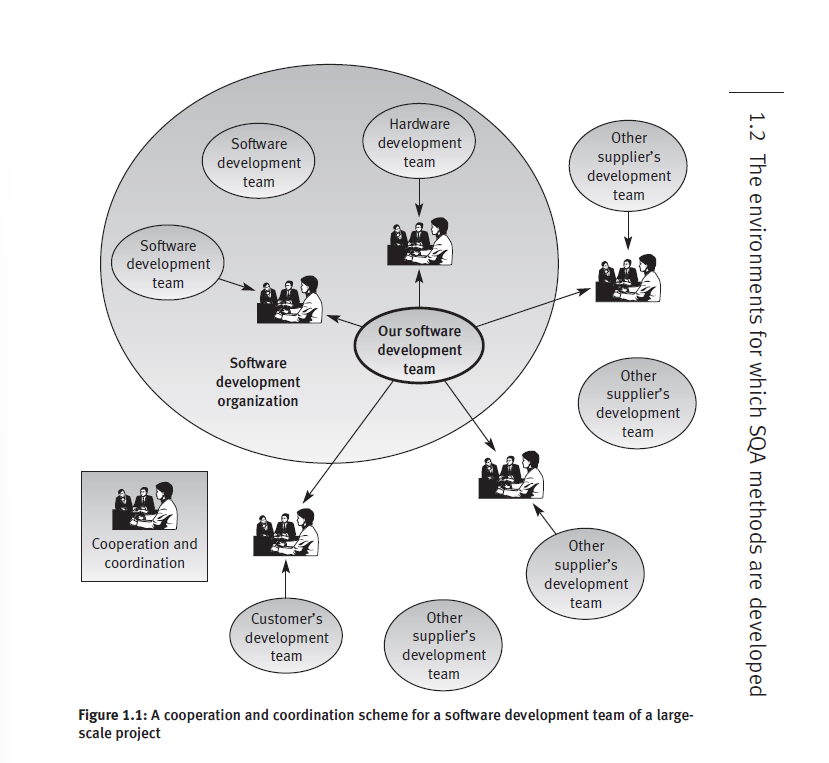 Software
development
team
Hardware
development
team
Other
supplier’s
development
team
Software
development
team
Our software
development
team
Software
development
organization
Other
supplier’s
development
team
Cooperation and
coordination
Other
supplier’s
development
team
Customer’s
development
team
Other
supplier’s
development
team
Figure 1.1: A cooperation and coordination scheme for a software development team of a large-
scale project
1.2 The environments for which SQA methods are developed